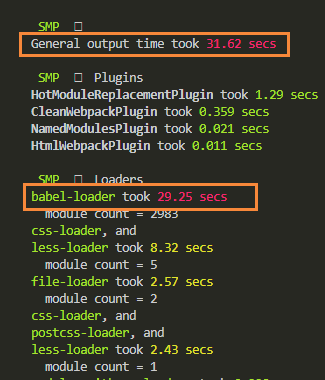 SMP
General output time took 31.62 secs
SMP Plugins
HotModuleReplacementPlugin took 1.29 secs
CleanWebpackPlugin took 0.359 secs
NamedModulesPlugin took 0.021 secs
HtmlWebpackPlugin took 0.011 secs
SMP Loaders
babel-loader took 29.25 secs
module count = 2983
css-loader, and
less-loader took 8.32 secs
module count = 5
file-loader took 2.57 secs
module count = 2
css-loader, and
postcss-loader, and
less-loader took 2.43 secs
module count = 1